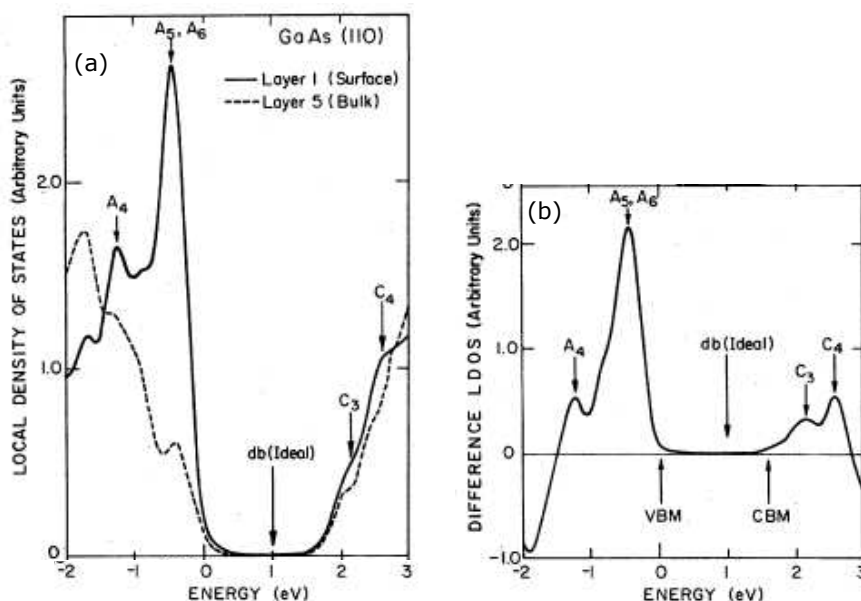 (a)
A5, A6
GaAs (110)
Layer 1 (Surface)
Layer 5 (Bulk)
A4
C4
C3
db(Ideal)
LOCAL DENSITY OF STATES (Arbitrary Units)
2.0
1.0
0
-2
-1
0
1
2
3
ENERGY (eV)
(b)
A5, A6
A4
db(Ideal)
C3
C4
VBM
CBM
DIFFERENCE LDOS (Arbitrary Units)
2.0
1.0
0
-1.0
-2
-1
0
1
2
3
ENERGY (eV)